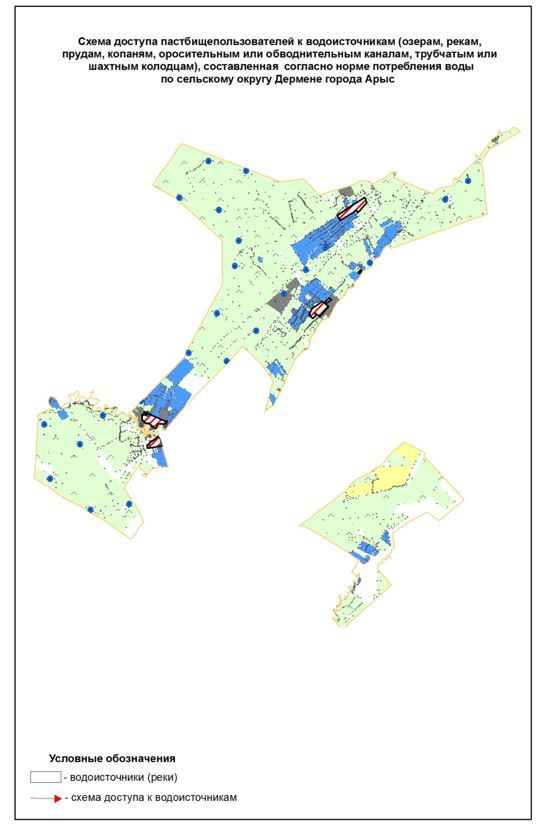 Схема доступа пастбищепользователей к водоисточникам (озерам, рекам,
прудам, копаням, оросительным или обводнительным каналам, трубчатым или
шахтным колодцам), составленная согласно норме потребления воды
по сельскому округу Дермене города Арыс
Условные обозначения
- водоисточники (реки)
- схема доступа к водоисточникам